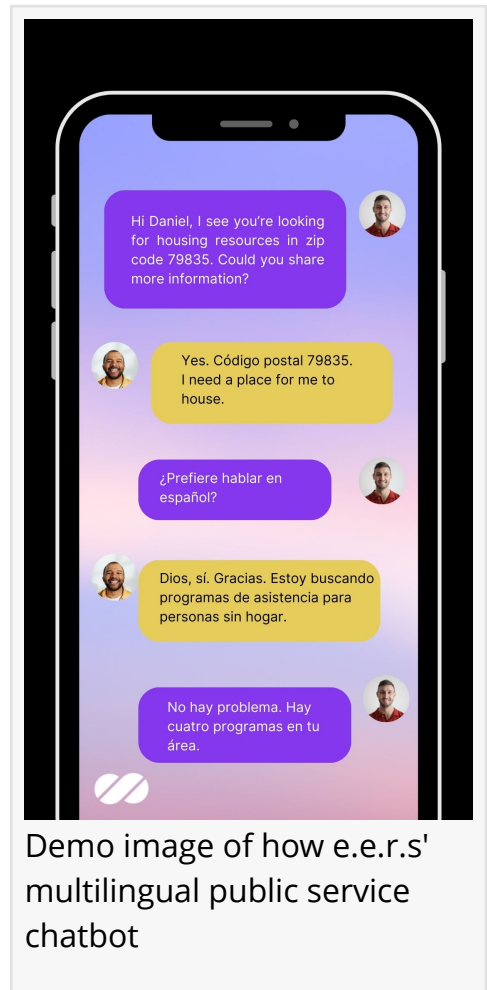 Hi Daniel, I see you're looking
for housing resources in zip
code 79835. Could you share
more information?
Yes. Código postal 79835.
I need a place for me to
house.
¿Prefiere hablar en
español?
Dios, sí. Gracias. Estoy buscando
programas de asistencia para
personas sin hogar.
No hay problema. Hay
cuatro programas en tu
área.
Demo image of how e.e.r.s'
multilingual public service
chatbot